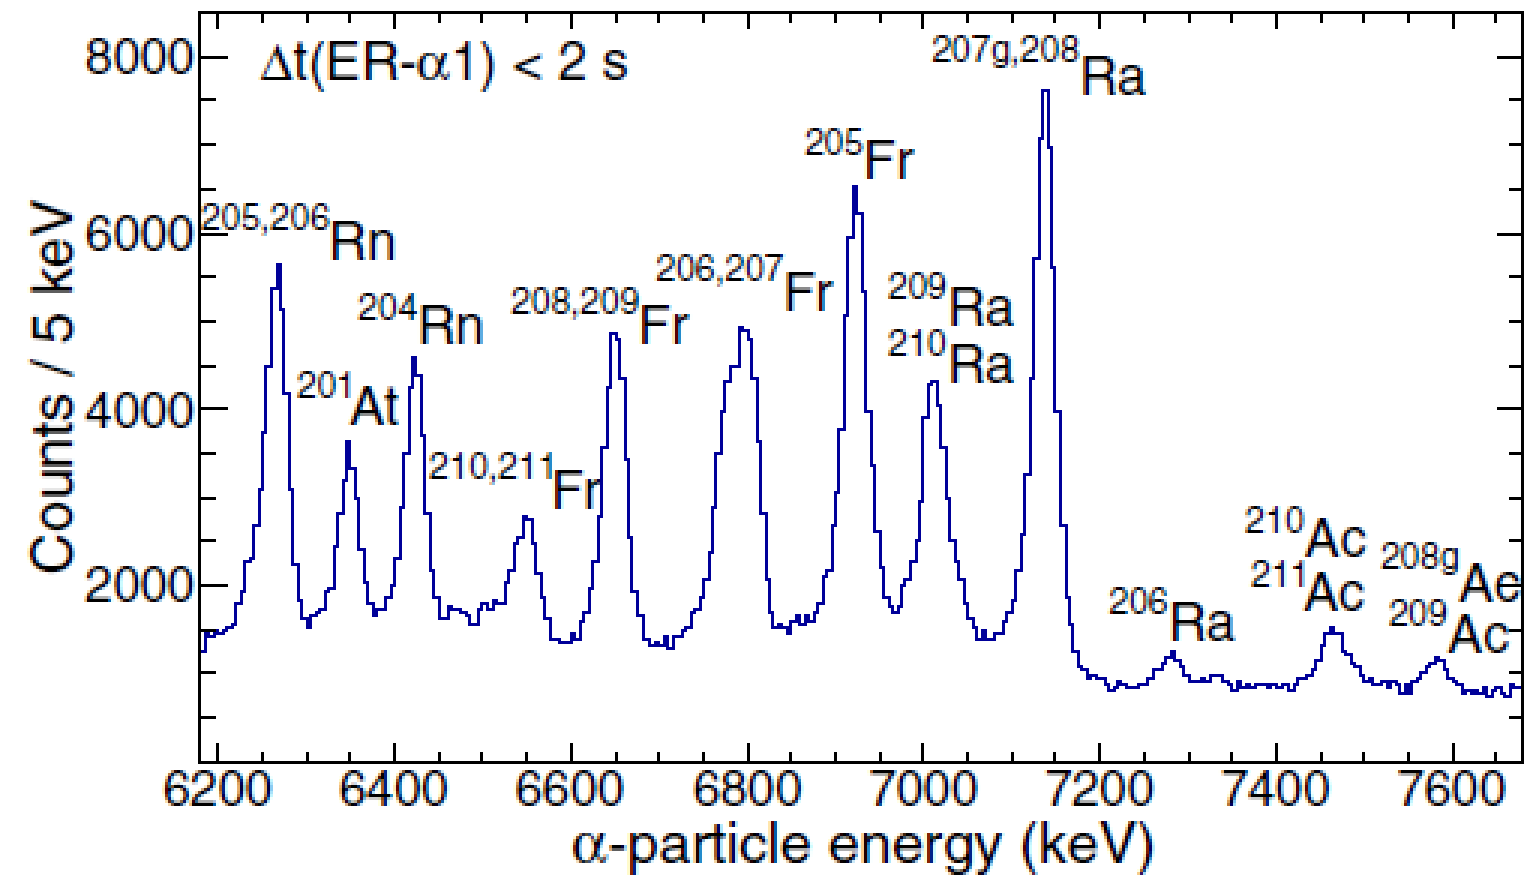 8000
6000
4000
2000
Counts / 5 keV
Δt(ER-α1) < 2 s
205,206Rn
201At
204Rn
210,211Fr
208,209Fr
206,207Fr
205Fr
209Ra
210Ra
207g,208Ra
206Ra
210Ac
211Ac
208gAe
209Ac
6200 6400 6600 6800 7000 7200 7400 7600
α-particle energy (keV)